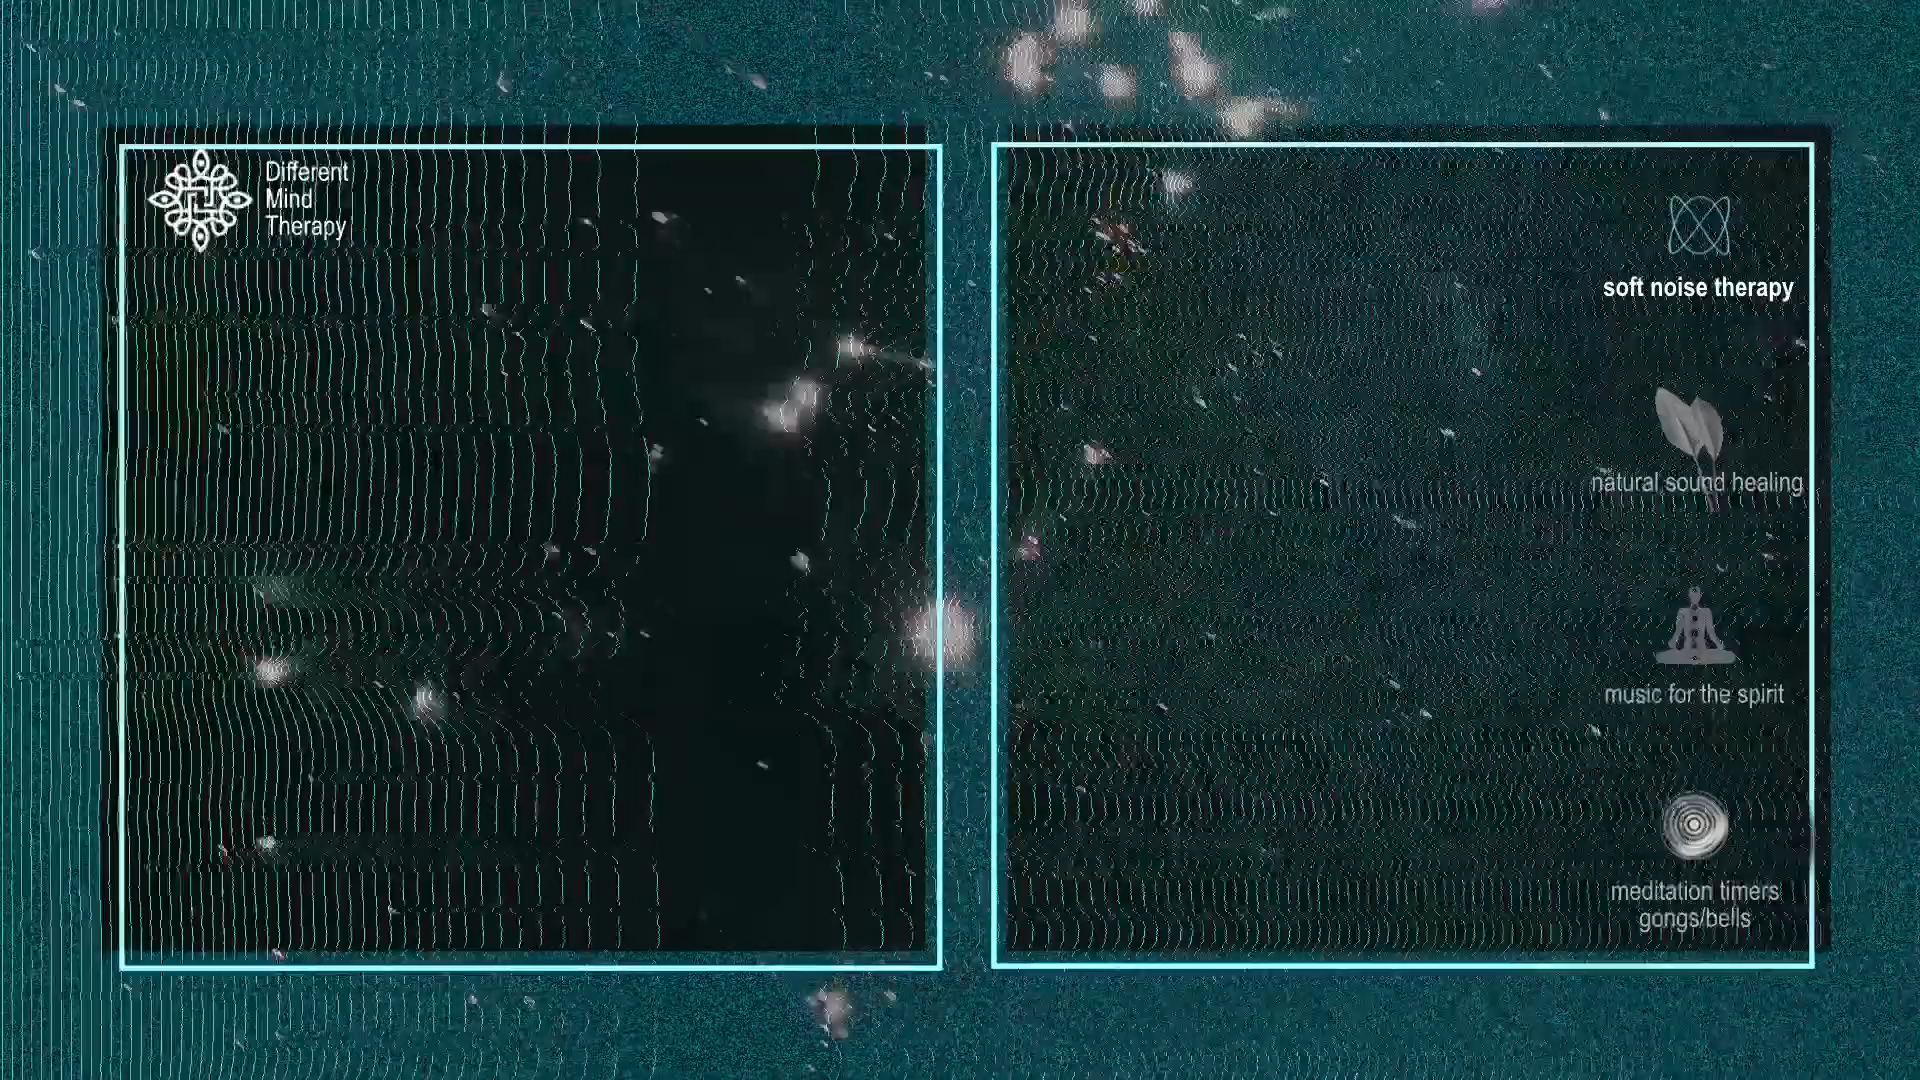 Different
Mind
Therapy
soft noise therapy
natural sound healing
music for the spirit
meditation timers
gongs/bells